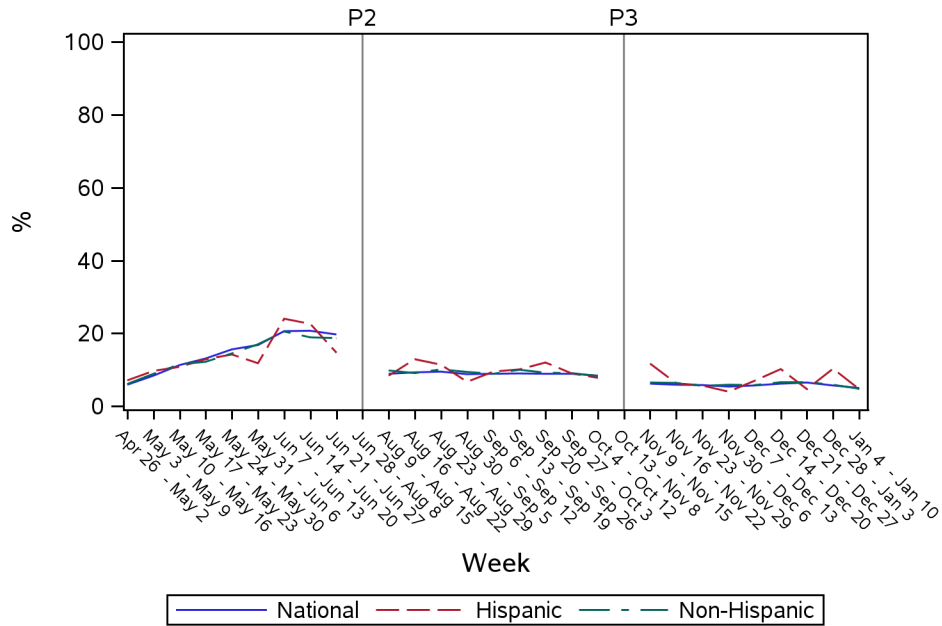 P2 P3
100
80
60
40
20
0
%
Apr 26 - May 2
May 3 - May 9
May 10 - May 16
May 17 - May 23
May 24 - May 30
May 31 - Jun 6
Jun 7 - Jun 13
Jun 14 - Jun 20
Jun 21 - Jun 27
Jun 28 - Aug 8
Aug 9 - Aug 15
Aug 16 - Aug 22
Aug 23 - Aug 29
Aug 30 - Sep 5
Sep 6 - Sep 12
Sep 13 - Sep 19
Sep 20 - Sep 26
Sep 27 - Oct 3
Oct 4 - Oct 12
Oct 13 - Nov 8
Nov 9 - Nov 15
Nov 16 - Nov 22
Nov 23 - Nov 29
Nov 30 - Dec 6
Dec 7 - Dec 13
Dec 14 - Dec 20
Dec 21 - Dec 27
Dec 28 - Jan 3
Jan 4 - Jan 10
Week
National Hispanic Non-Hispanic